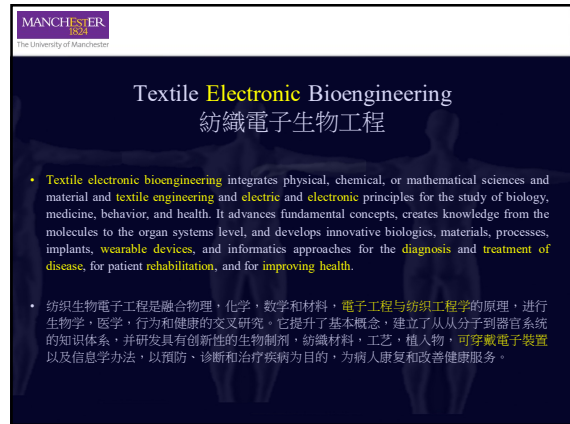 MANCHESTER
1824
The University of Manchester
Textile Electronic Bioengineering
紡織電子生物工程
• Textile electronic bioengineering integrates physical, chemical, or mathematical sciences and
material and textile engineering and electric and electronic principles for the study of biology,
medicine, behavior, and health. It advances fundamental concepts, creates knowledge from the
molecules to the organ systems level, and develops innovative biologics, materials, processes,
implants, wearable devices, and informatics approaches for the diagnosis and treatment of
disease, for patient rehabilitation, and for improving health.
• 纺织生物電子工程是融合物理，化学，数学和材料，電子工程与纺织工程学的原理，进行
生物学，医学，行为和健康的交叉研究。它提升了基本概念，建立了从从分子到器官系统
的知识体系，并研发具有创新性的生物制剂，紡織材料，工艺，植人物，可穿戴電子裝置
以及信息学办法，以預防、诊断和治疗疾病为目的，为病人康复和改善健康服务。